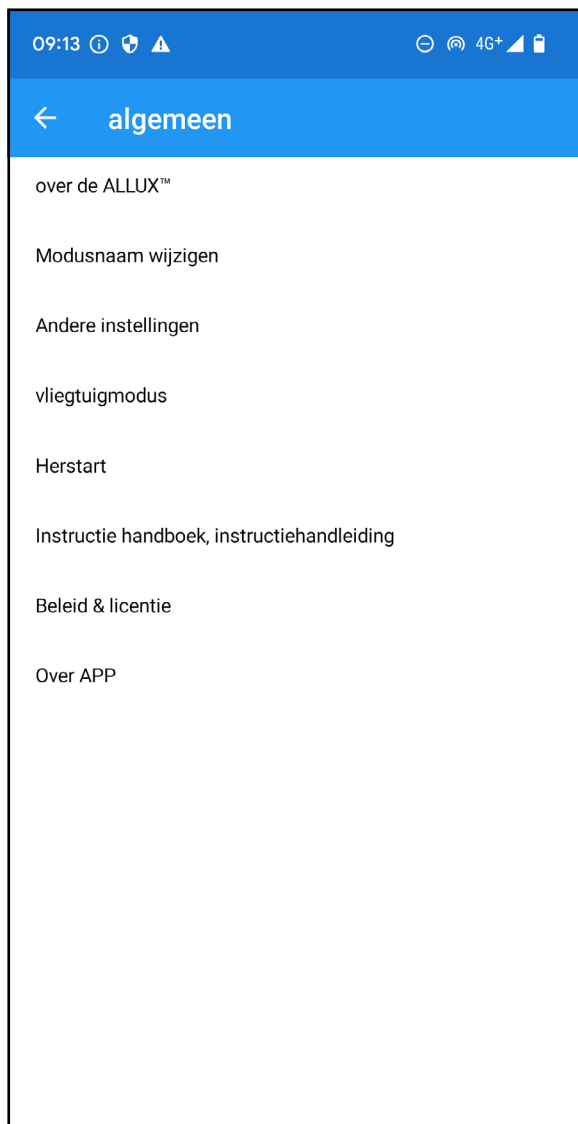 09:13 4G+
algemeen
over de ALLUX™
Modusnaam wijzigen
Andere instellingen
vliegtuigmodus
Herstart
Instructie handboek, instructiehandleiding
Beleid & licentie
Over APP